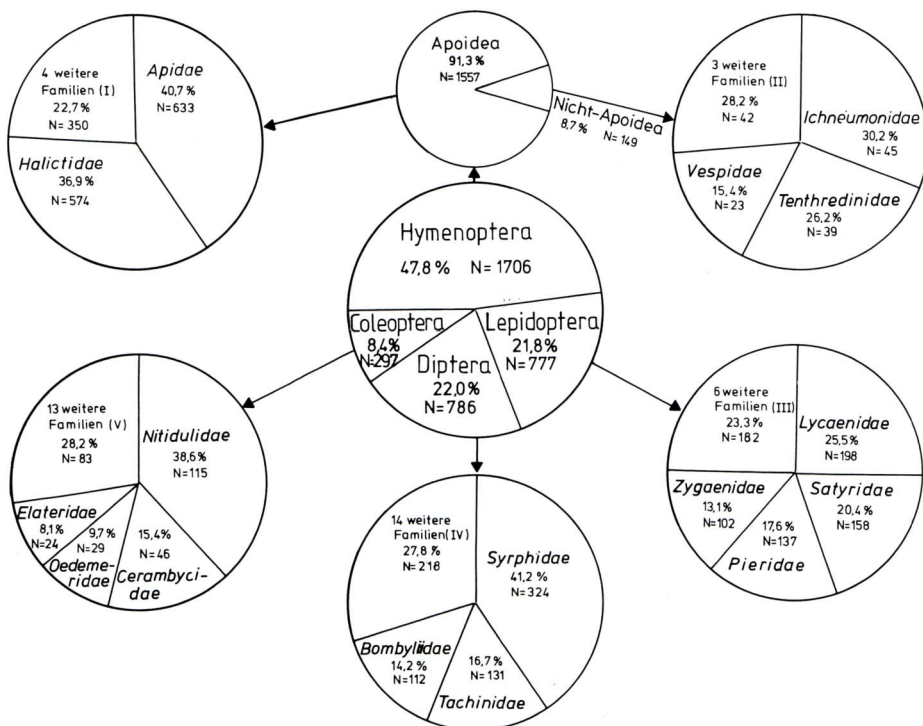 4 weitere
Familien (I)
22,7%
N= 350
Apidae
40,7%
N=633
Halictidae
36,9%
N= 574
Apoidea
91,3%
N=1557
Nicht-Apoidea
8,7% N=149
3 weitere
Familien (II)
28,2%
N= 42
Ichneumonidae
30,2%
N= 45
Vespidae
15,4%
N= 23
Tenthredinidae
26,2%
N= 39
Hymenoptera
47,8% N=1706
Coleoptera
8,4%
N=297
Diptera
22,0%
N=786
Lepidoptera
21,8%
N=777
13 weitere
Familien (V)
28,2%
N= 83
Nitidulidae
38,6%
N=115
Elateridae
8,1%
N=24
9,7%
N=29
Oedeme-
ridae
15,4%
N=46
Cerambyci-
dae
14 weitere
Familien (IV)
27,8%
N=218
Syrphidae
41,2%
N=324
Bombyliidae
14,2%
N=112
16,7%
N=131
Tachinidae
6 weitere
Familien (III)
23,3%
N=182
Lycaenidae
25,5%
N=198
Zygaenidae
13,1%
N=102
17,6%
N=137
Pieridae
Satyridae
20,4%
N=158